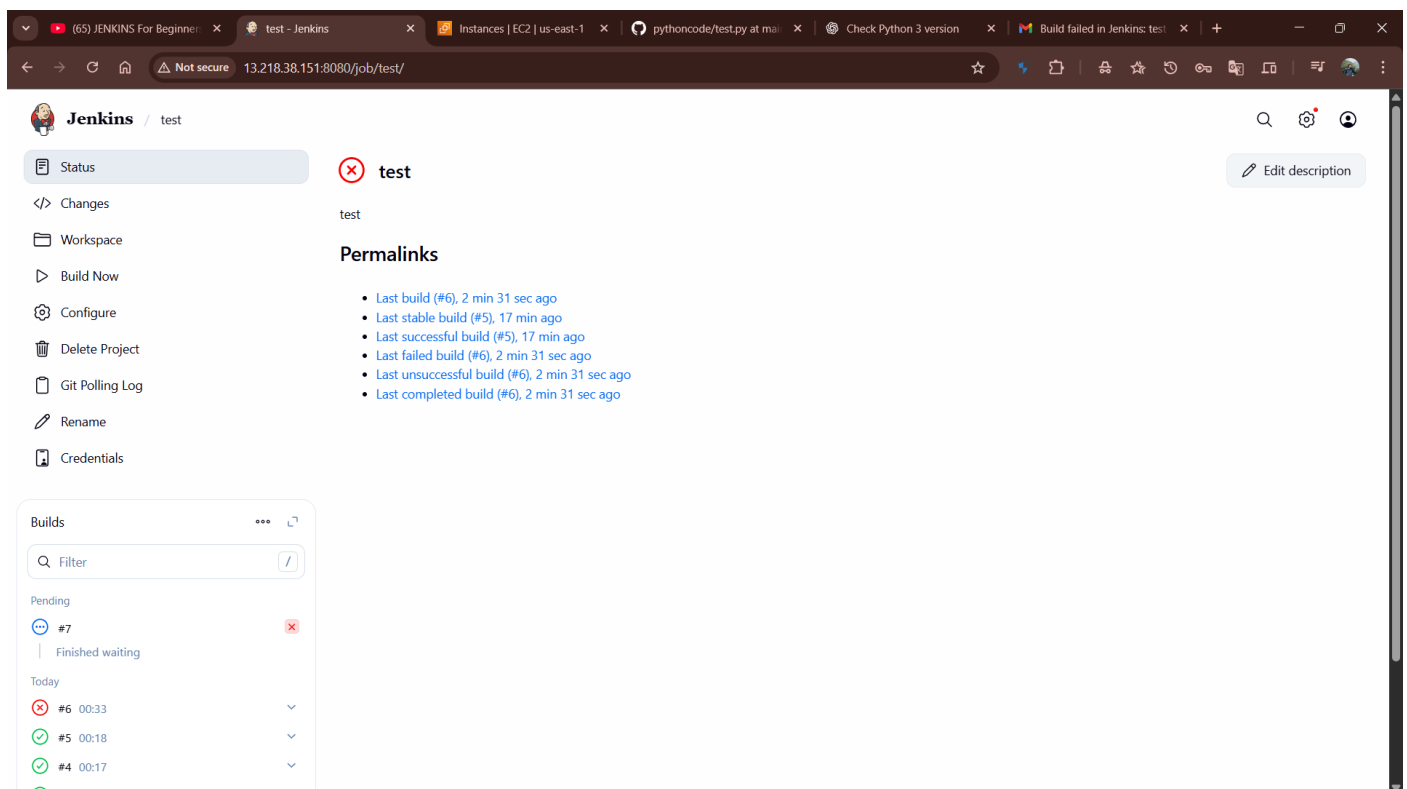 (65) JENKINS For Beginners
test - Jenkins
Instances | EC2 | us-east-1
pythoncode/test.py at mai
Check Python 3 version
Build failed in Jenkins: test
Not secure
13.218.38.151:8080/job/test/
Jenkins / test
Status
Changes
Workspace
Build Now
Configure
Delete Project
Git Polling Log
Rename
Credentials
Builds
Filter
/
Pending
#7
Finished waiting
Today
#6 00:33
#5 00:18
#4 00:17
test
Edit description
test
Permalinks
Last build (#6), 2 min 31 sec ago
Last stable build (#5), 17 min ago
Last successful build (#5), 17 min ago
Last failed build (#6), 2 min 31 sec ago
Last unsuccessful build (#6), 2 min 31 sec ago
Last completed build (#6), 2 min 31 sec ago